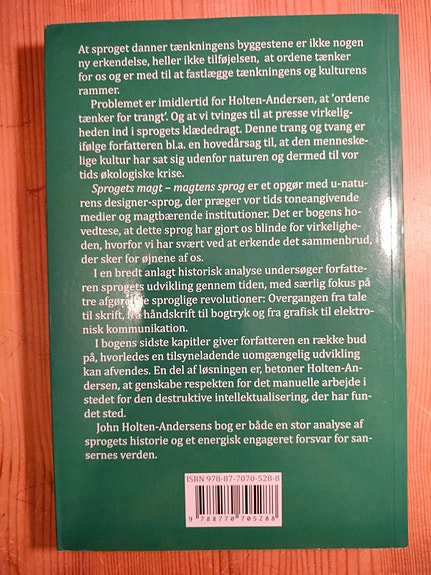 At sproget danner tænkningens byggestene er ikke nogen
ny erkendelse, heller ikke tilføjelsen, at ordene tænker
for os og er med til at fastlægge tænkningens og kulturens
rammer.
Problemet er imidlertid for Holten-Andersen, at 'ordene
tænker for trangt'. Og at vi tvinges til at presse virkelig-
heden ind i sprogets klædedragt. Denne trang og tvang er
ifølge forfatteren bl.a. en hovedårsag til, at den menneske-
lige kultur har sat sig udenfor naturen og dermed til vor
tids økologiske krise.
Sprogets magt – magtens sprog er et opgør med u-natu-
rens designer-sprog, der præger vor tids toneangivende
medier og magtbærende institutioner. Det er bogens ho-
vedtese, at dette sprog har gjort os blinde for virkelighe-
den, hvorfor vi har svært ved at erkende det sammenbrud,
der sker for øjnene af os.
I en bredt anlagt historisk analyse undersøger forfatte-
ren sprogets udvikling gennem tiden, med særlig fokus på
tre afgørende sproglige revolutioner: Overgangen fra tale
til skrift, fra håndskrift til bogtryk og fra grafisk til elektro-
nisk kommunikation.
I bogens sidste kapitler giver forfatteren en række bud
på, hvorledes en tilsyneladende uomgængelig udvikling
kan afvendes. En del af løsningen er, betoner Holten-An-
dersen, at genskabe respekten for det manuelle arbejde i
stedet for den destruktive intellektualisering, der har fun-
det sted.
John Holten-Andersens bog er både en stor analyse af
sprogets historie og et energisk engageret forsvar for san-
sernes verden.
ISBN 978-87-7070-528-8
9 788770 705288